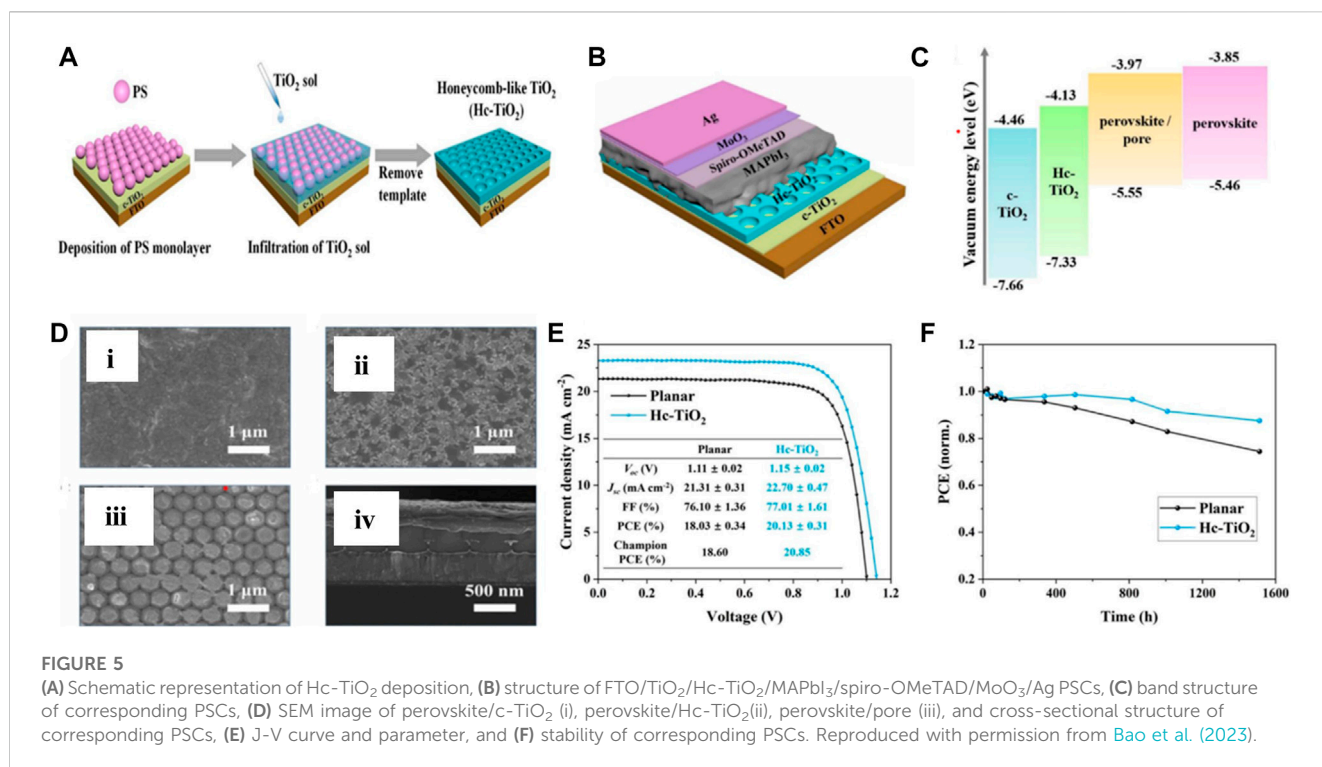 A
PS
TiO2 sol
Honeycomb-like TiO2
(Hc-TiO2)
Remove
template
c-TiO2
FTO
c-TiO2
FTO
c-TiO2
FTO
Deposition of PS monolayer
Infiltration of TiO2 sol
B
Ag
MoO3
Spiro-OMeTAD
MAPbI3
Hc-TiO2
c-TiO2
FTO
C
Vacuum energy level (eV)
-4.46
c-
TiO2
-7.66
-4.13
Hc-
TiO2
-7.33
-3.97
perovskite /
pore
-5.55
-3.85
perovskite
-5.46
D
i
1 μm
ii
1 μm
iii
1 μm
iv
500 nm
E
Current density (mA cm-2)
25
20
15
10
5
0
Planar
Hc-TiO2
Planar Hc-TiO2
Voc (V) 1.11 ± 0.02 1.15 ± 0.02
Jsc (mA cm-2) 21.31 ± 0.31 22.70 ± 0.47
FF (%) 76.10 ± 1.36 77.01 ± 1.61
PCE (%) 18.03 ± 0.34 20.13 ± 0.31
Champion
PCE (%) 18.60 20.85
0.0 0.2 0.4 0.6 0.8 1.0 1.2
Voltage (V)
F
PCE (norm.)
1.2
1.0
0.8
0.6
0.4
0.2
Planar
Hc-TiO2
0 400 800 1200 1600
Time (h)
FIGURE 5
(A) Schematic representation of Hc-TiO2 deposition, (B) structure of FTO/TiO2/Hc-TiO2/MAPbI3/spiro-OMeTAD/MoO3/Ag PSCs, (C) band structure
of corresponding PSCs, (D) SEM image of perovskite/c-TiO2 (i), perovskite/Hc-TiO2(ii), perovskite/pore (iii), and cross-sectional structure of
corresponding PSCs, (E) J-V curve and parameter, and (F) stability of corresponding PSCs. Reproduced with permission from Bao et al. (2023).